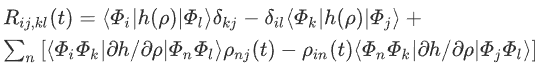 R_{ij,kl}(t) = ⟨Φ_i|h(ρ)|Φ_l⟩δ_{kj} − δ_{il}⟨Φ_k|h(ρ)|Φ_j⟩ +
∑_n [⟨Φ_iΦ_k|∂h/∂ρ|Φ_nΦ_l⟩ρ_{nj}(t) − ρ_{in}(t)⟨Φ_nΦ_k|∂h/∂ρ|Φ_jΦ_l⟩]